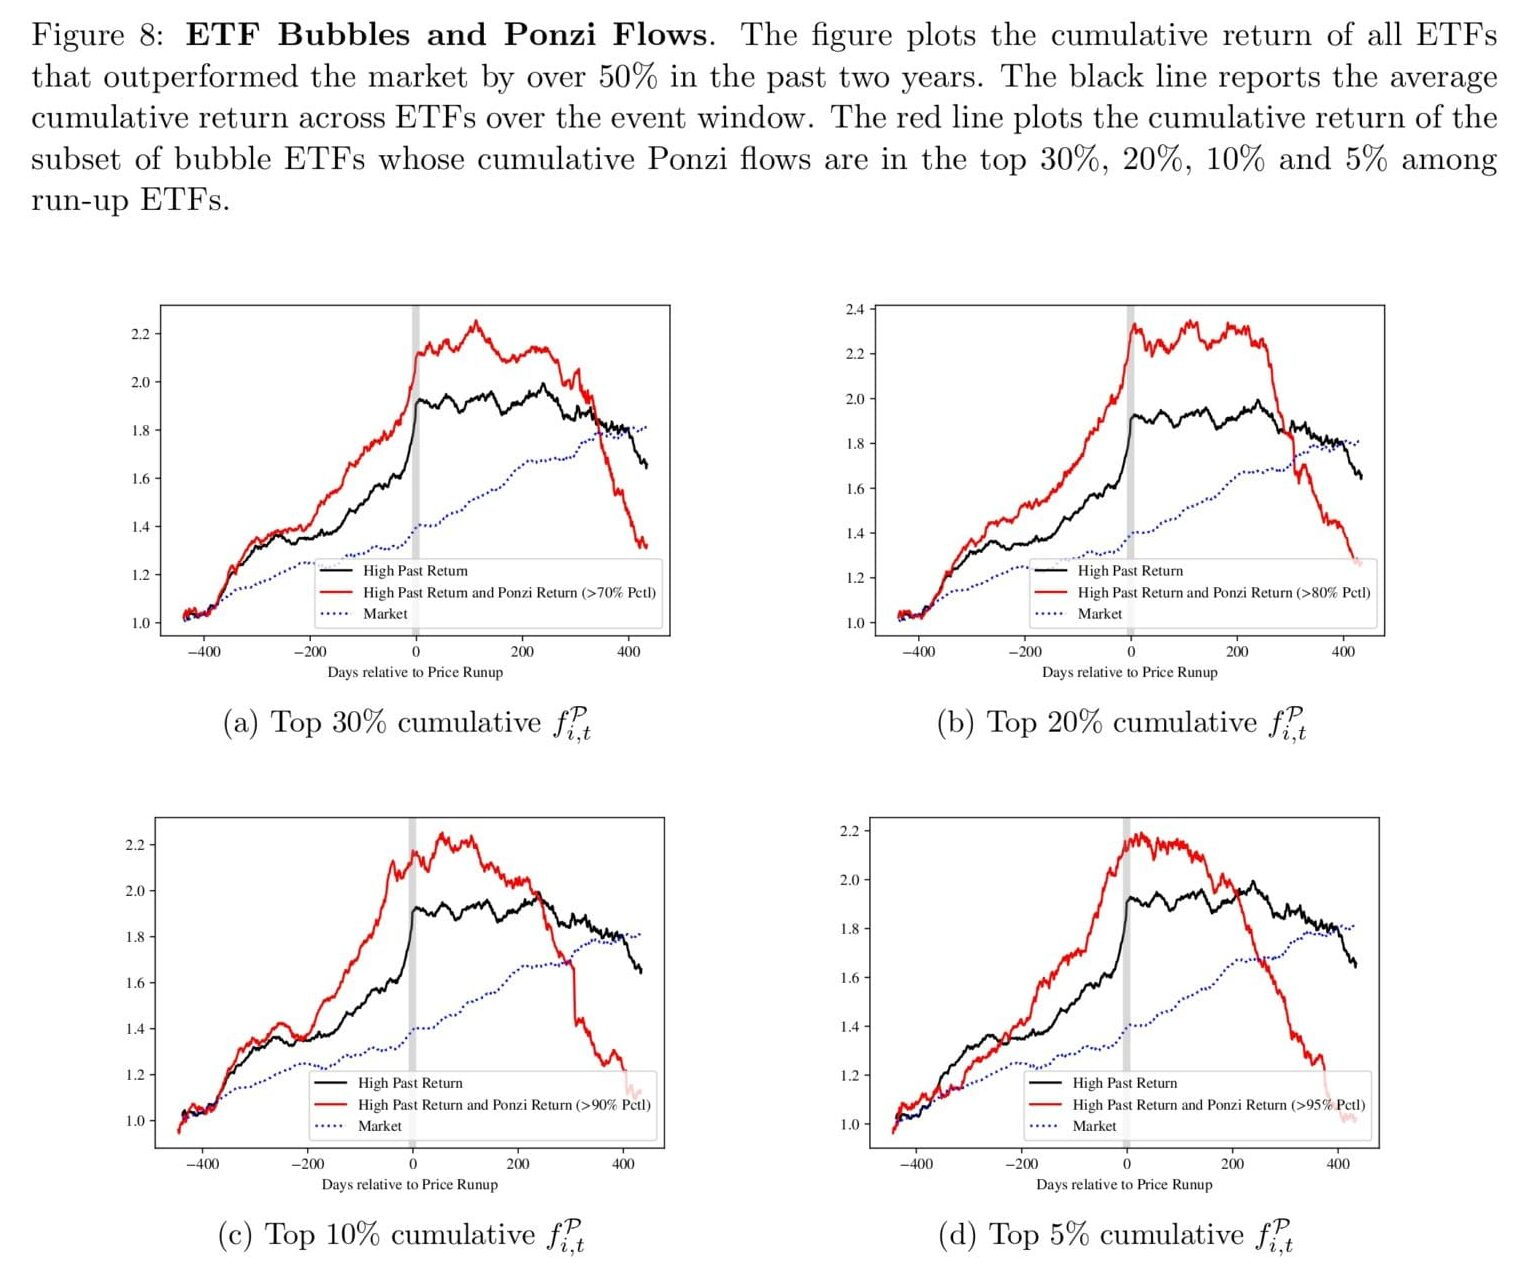 Figure 8: ETF Bubbles and Ponzi Flows. The figure plots the cumulative return of all ETFs
that outperformed the market by over 50% in the past two years. The black line reports the average
cumulative return across ETFs over the event window. The red line plots the cumulative return of the
subset of bubble ETFs whose cumulative Ponzi flows are in the top 30%, 20%, 10% and 5% among
run-up ETFs.
2.2
2.0
1.8
1.6
1.4
1.2
1.0
High Past Return
High Past Return and Ponzi Return (>70% Pctl)
Market
−400 −200 0 200 400
Days relative to Price Runup
(a) Top 30% cumulative f^P_{i,t}
2.4
2.2
2.0
1.8
1.6
1.4
1.2
1.0
High Past Return
High Past Return and Ponzi Return (>80% Pctl)
Market
−400 −200 0 200 400
Days relative to Price Runup
(b) Top 20% cumulative f^P_{i,t}
2.2
2.0
1.8
1.6
1.4
1.2
1.0
High Past Return
High Past Return and Ponzi Return (>90% Pctl)
Market
−400 −200 0 200 400
Days relative to Price Runup
(c) Top 10% cumulative f^P_{i,t}
2.2
2.0
1.8
1.6
1.4
1.2
1.0
High Past Return
High Past Return and Ponzi Return (>95% Pctl)
Market
−400 −200 0 200 400
Days relative to Price Runup
(d) Top 5% cumulative f^P_{i,t}